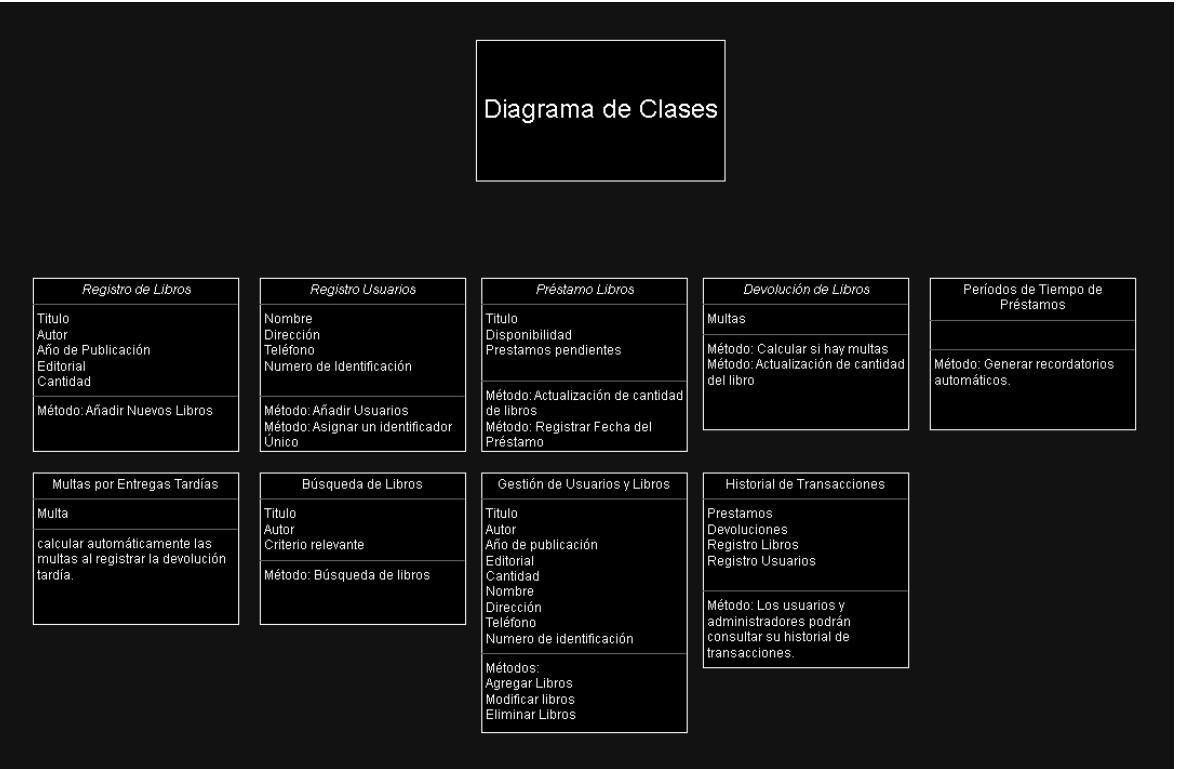 Diagrama de Clases
Registro de Libros
Titulo
Autor
Año de Publicación
Editorial
Cantidad
Método: Añadir Nuevos Libros
Registro Usuarios
Nombre
Dirección
Teléfono
Numero de Identificación
Método: Añadir Usuarios
Método: Asignar un identificador
Único
Préstamo Libros
Titulo
Disponibilidad
Prestamos pendientes
Método: Actualización de cantidad
de libros
Método: Registrar Fecha del
Préstamo
Devolución de Libros
Multas
Método: Calcular si hay multas
Método: Actualización de cantidad
del libro
Períodos de Tiempo de
Préstamos
Método: Generar recordatorios
automáticos.
Multas por Entregas Tardías
Multa
calcular automáticamente las
multas al registrar la devolución
tardía.
Búsqueda de Libros
Titulo
Autor
Criterio relevante
Método: Búsqueda de libros
Gestión de Usuarios y Libros
Titulo
Autor
Año de publicación
Editorial
Cantidad
Nombre
Dirección
Teléfono
Numero de identificación
Métodos:
Agregar Libros
Modificar libros
Eliminar Libros
Historial de Transacciones
Prestamos
Devoluciones
Registro Libros
Registro Usuarios
Método: Los usuarios y
administradores podrán
consultar su historial de
transacciones.